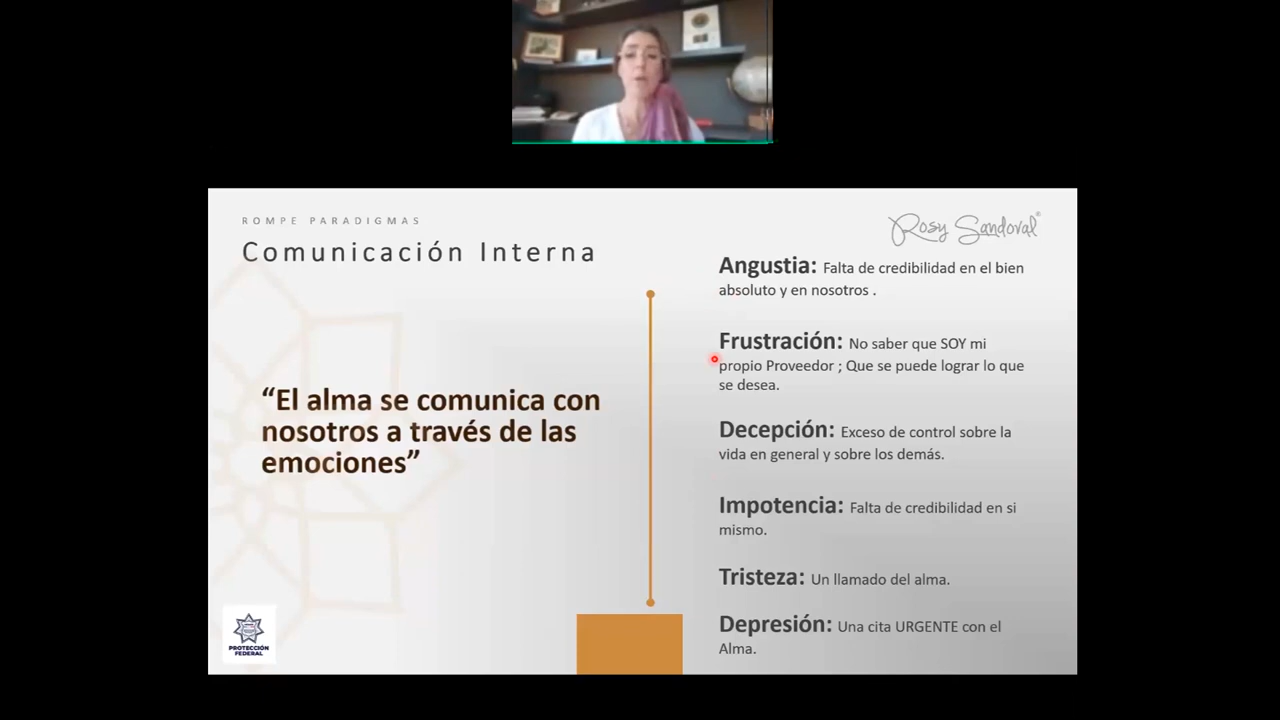 ROMPE PARADIGMAS
Comunicación Interna
Rosy Sandoval®
“El alma se comunica con
nosotros a través de las
emociones”
Angustia: Falta de credibilidad en el bien
absoluto y en nosotros .
Frustración: No saber que SOY mi
propio Proveedor ; Que se puede lograr lo que
se desea.
Decepción: Exceso de control sobre la
vida en general y sobre los demás.
Impotencia: Falta de credibilidad en si
mismo.
Tristeza: Un llamado del alma.
Depresión: Una cita URGENTE con el
Alma.
PROTECCIÓN
FEDERAL